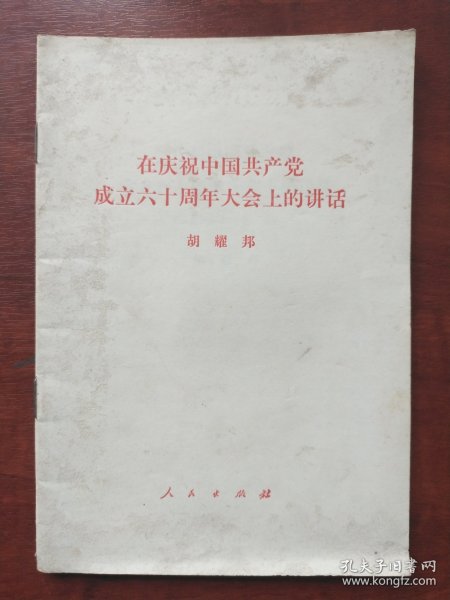 在庆祝中国共产党
成立六十周年大会上的讲话
胡耀邦
人民出版社
孔夫子旧书网
www.kongfz.com